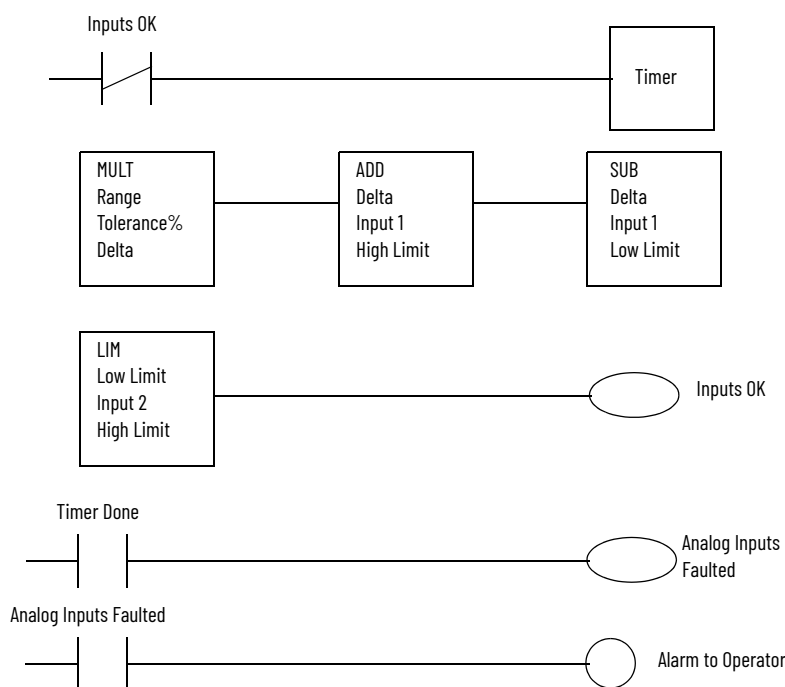 Inputs OK
Timer
MULT
Range
Tolerance%
Delta
ADD
Delta
Input 1
High Limit
SUB
Delta
Input 1
Low Limit
LIM
Low Limit
Input 2
High Limit
Inputs OK
Timer Done
Analog Inputs
Faulted
Analog Inputs Faulted
Alarm to Operator